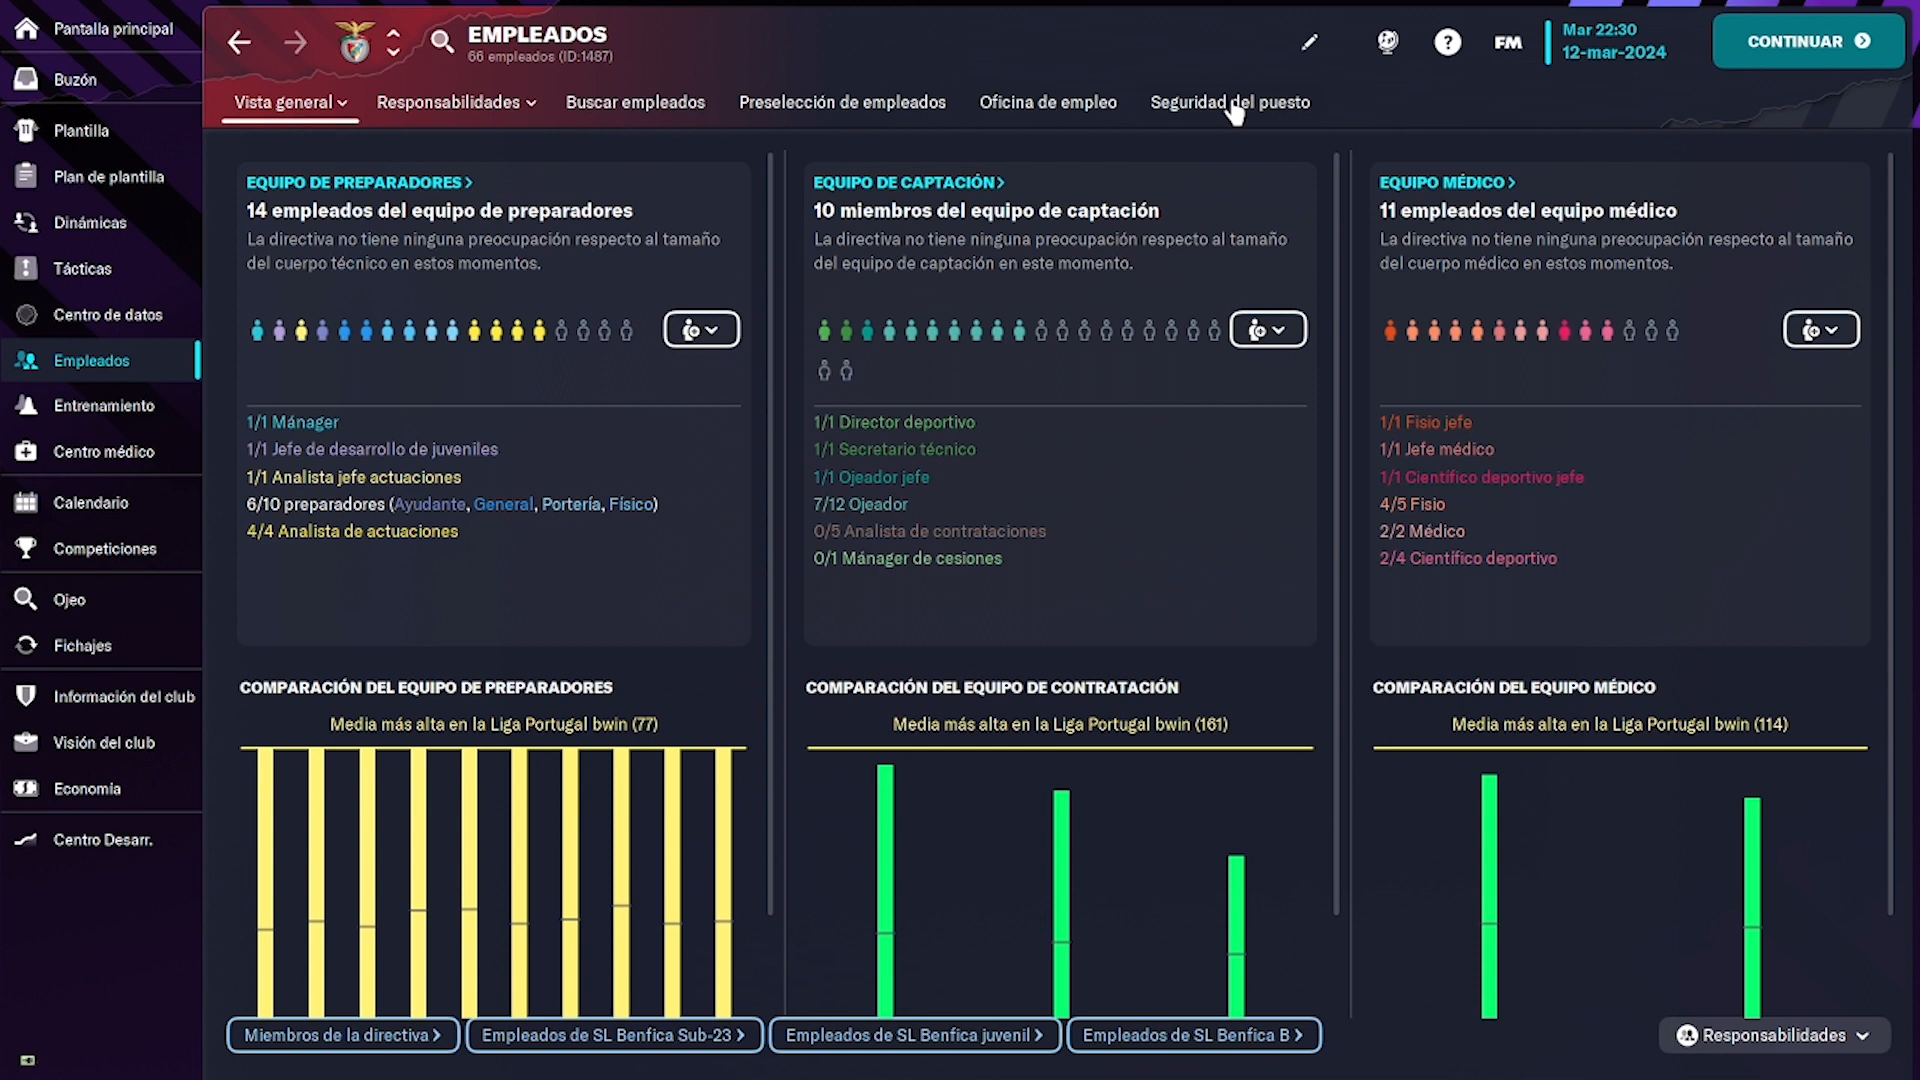 Pantalla principal
Buzón
Plantilla
Plan de plantilla
Dinámicas
Tácticas
Centro de datos
Empleados
Entrenamiento
Centro médico
Calendario
Competiciones
Ojeo
Fichajes
Información del club
Visión del club
Economía
Centro Desarr.
EMPLEADOS
66 empleados (ID:1487)
FM
Mar 22:30
12-mar-2024
CONTINUAR
Vista general
Responsabilidades
Buscar empleados
Preselección de empleados
Oficina de empleo
Seguridad del puesto
EQUIPO DE PREPARADORES >
14 empleados del equipo de preparadores
La directiva no tiene ninguna preocupación respecto al tamaño
del cuerpo técnico en estos momentos.
1/1 Mánager
1/1 Jefe de desarrollo de juveniles
1/1 Analista jefe actuaciones
6/10 preparadores (Ayudante, General, Portería, Físico)
4/4 Analista de actuaciones
EQUIPO DE CAPTACIÓN >
10 miembros del equipo de captación
La directiva no tiene ninguna preocupación respecto al tamaño
del equipo de captación en este momento.
1/1 Director deportivo
1/1 Secretario técnico
1/1 Ojeador jefe
7/12 Ojeador
0/5 Analista de contrataciones
0/1 Mánager de cesiones
EQUIPO MÉDICO >
11 empleados del equipo médico
La directiva no tiene ninguna preocupación respecto al tamaño
del cuerpo médico en estos momentos.
1/1 Fisio jefe
1/1 Jefe médico
1/1 Científico deportivo jefe
4/5 Fisio
2/2 Médico
2/4 Científico deportivo
COMPARACIÓN DEL EQUIPO DE PREPARADORES
Media más alta en la Liga Portugal bwin (77)
COMPARACIÓN DEL EQUIPO DE CONTRATACIÓN
Media más alta en la Liga Portugal bwin (161)
COMPARACIÓN DEL EQUIPO MÉDICO
Media más alta en la Liga Portugal bwin (114)
Miembros de la directiva >
Empleados de SL Benfica Sub-23 >
Empleados de SL Benfica juvenil >
Empleados de SL Benfica B >
Responsabilidades